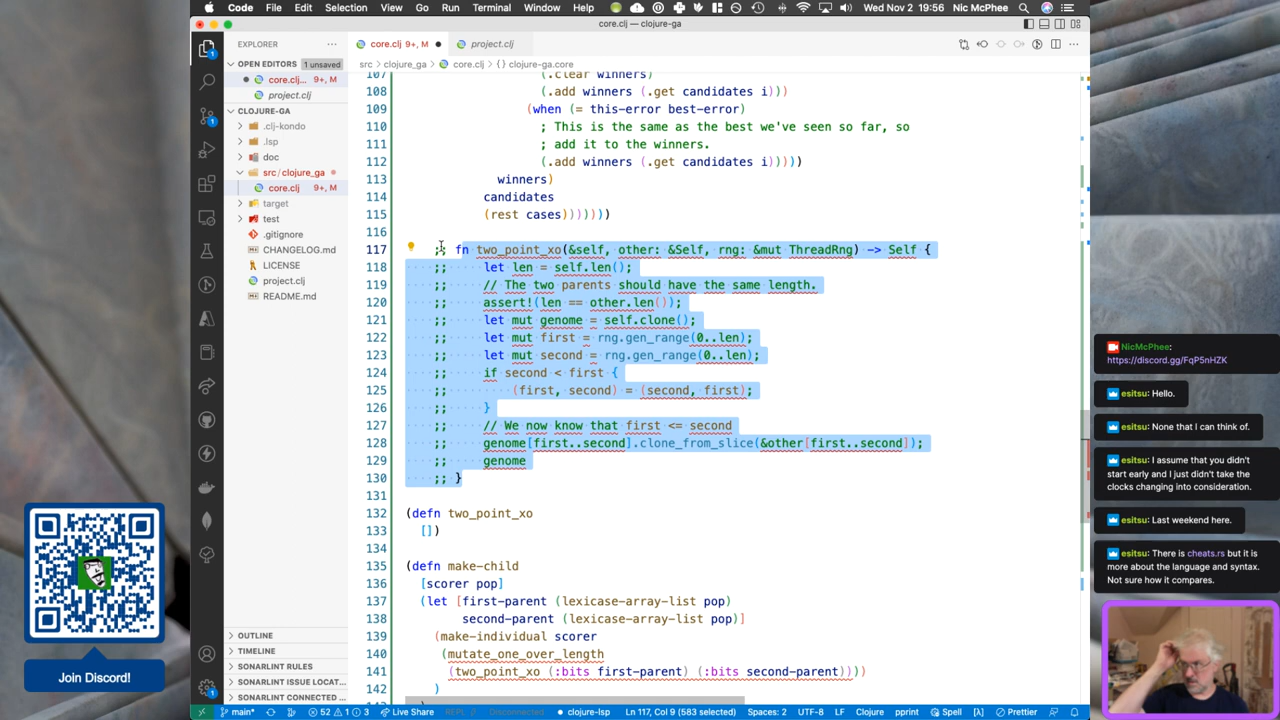 Code File Edit Selection View Go Run Terminal Window Help Wed Nov 2 19:56 Nic McPhee
core.clj — clojure-ga
EXPLORER
core.clj 9+, M
project.clj
OPEN EDITORS 1 unsaved
core.clj... 9+, M
project.clj
CLOJURE-GA
.clj-kondo
.lsp
doc
src/clojure_ga
core.clj 9+, M
target
test
.gitignore
CHANGELOG.md
LICENSE
project.clj
README.md
OUTLINE
TIMELINE
SONARLINT RULES
SONARLINT ISSUE LOCAT...
SONARLINT CONNECTED ...
src > clojure_ga > core.clj > {} clojure-ga.core
107 (.clear winners)
108 (.add winners (.get candidates i)))
109 (when (= this-error best-error)
110 ; This is the same as the best we've seen so far, so
111 ; add it to the winners.
112 (.add winners (.get candidates i)))))
113 winners)
114 candidates
115 (rest cases))))))
116
117 ;; fn two_point_xo(&self, other: &Self, rng: &mut ThreadRng) -> Self {
118 ;; let len = self.len();
119 ;; // The two parents should have the same length.
120 ;; assert!(len == other.len());
121 ;; let mut genome = self.clone();
122 ;; let mut first = rng.gen_range(0..len);
123 ;; let mut second = rng.gen_range(0..len);
124 ;; if second < first {
125 ;; (first, second) = (second, first);
126 ;; }
127 ;; // We now know that first <= second
128 ;; genome[first..second].clone_from_slice(&other[first..second]);
129 ;; genome
130 ;; }
131
132 (defn two_point_xo
133 [])
134
135 (defn make-child
136 [scorer pop]
137 (let [first-parent (lexicase-array-list pop)
138 second-parent (lexicase-array-list pop)]
139 (make-individual scorer
140 (mutate_one_over_length
141 (two_point_xo (:bits first-parent) (:bits second-parent))))
142 )
main* 52 1 3 Live Share REPL Disconnected clojure-lsp Ln 117, Col 9 (583 selected) Spaces: 2 UTF-8 LF Clojure pprint Spell [λ] Prettier
Join Discord!
NicMcPhee:
https://discord.gg/FqP5nHZK
esitsu: Hello.
esitsu: None that I can think of.
esitsu: I assume that you didn't
start early and I just didn't take the
clocks changing into consideration.
esitsu: Last weekend here.
esitsu: There is cheats.rs but it is
more about the language and syntax.
Not sure how it compares.